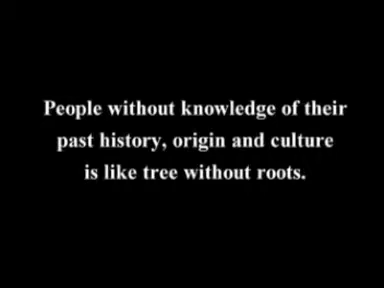 People without knowledge of their
past history, origin and culture
is like tree without roots.